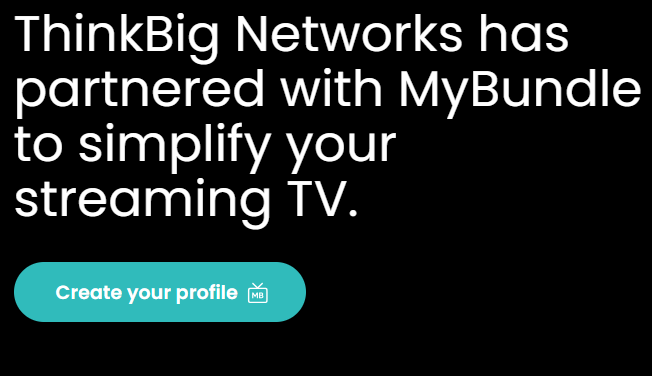 ThinkBig Networks has
partnered with MyBundle
to simplify your
streaming TV.
Create your profile MB